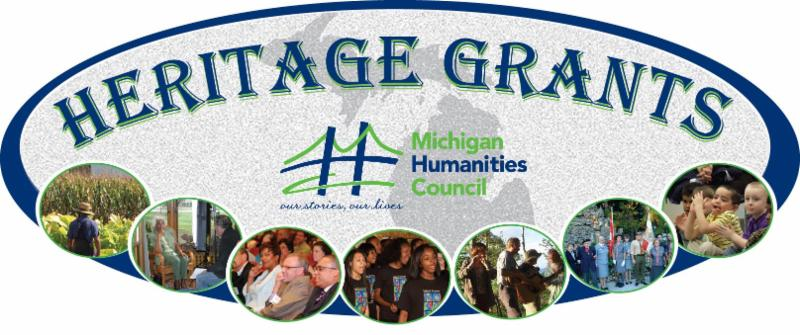 HERITAGE GRANTS
Michigan
Humanities
Council
our stories, our lives